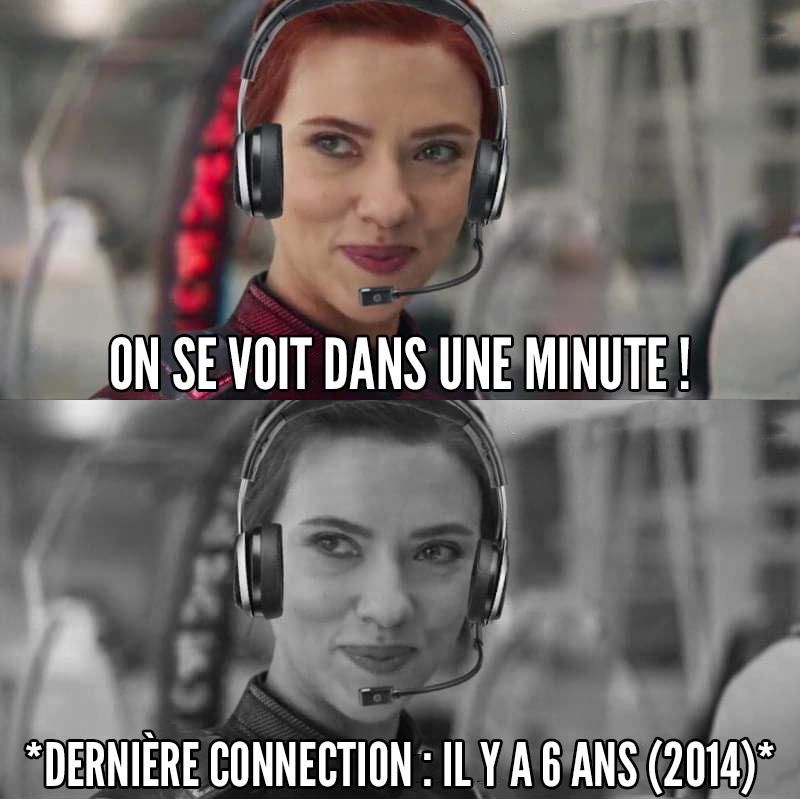 ON SE VOIT DANS UNE MINUTE !
*DERNIÈRE CONNECTION : IL Y A 6 ANS (2014)*